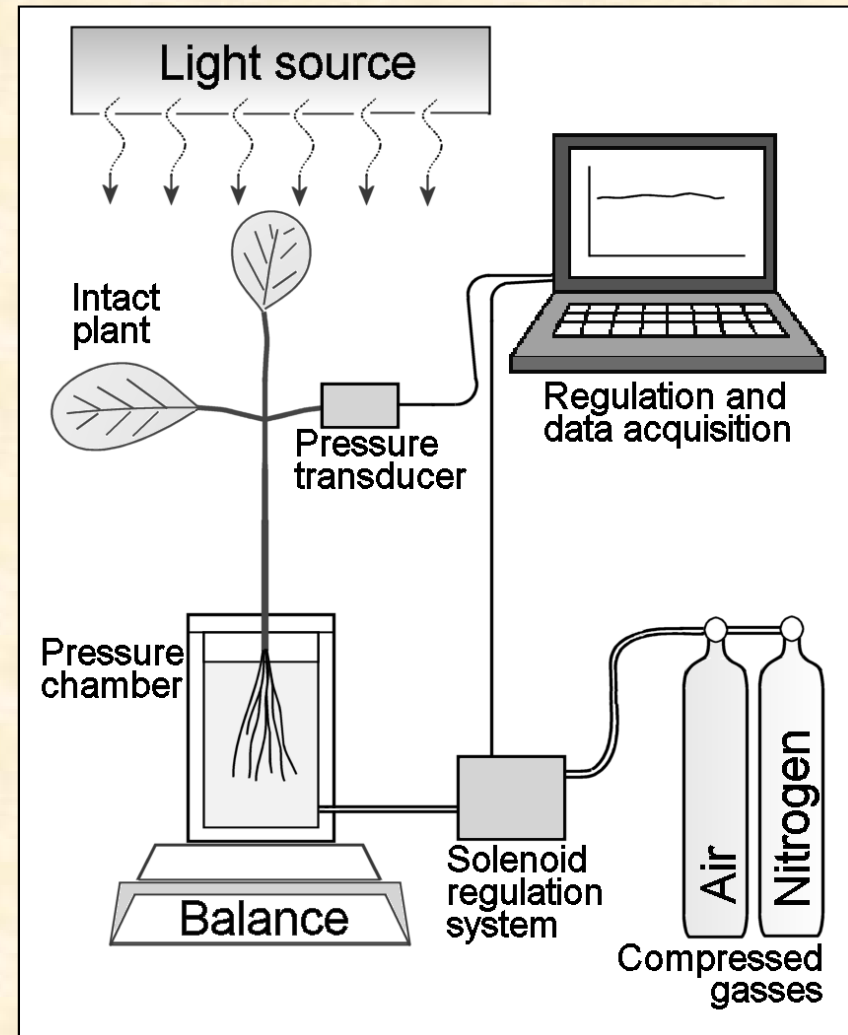 Light source
Intact
plant
Pressure
transducer
Regulation and
data acquisition
Pressure
chamber
Balance
Solenoid
regulation
system
Air
Nitrogen
Compressed
gasses